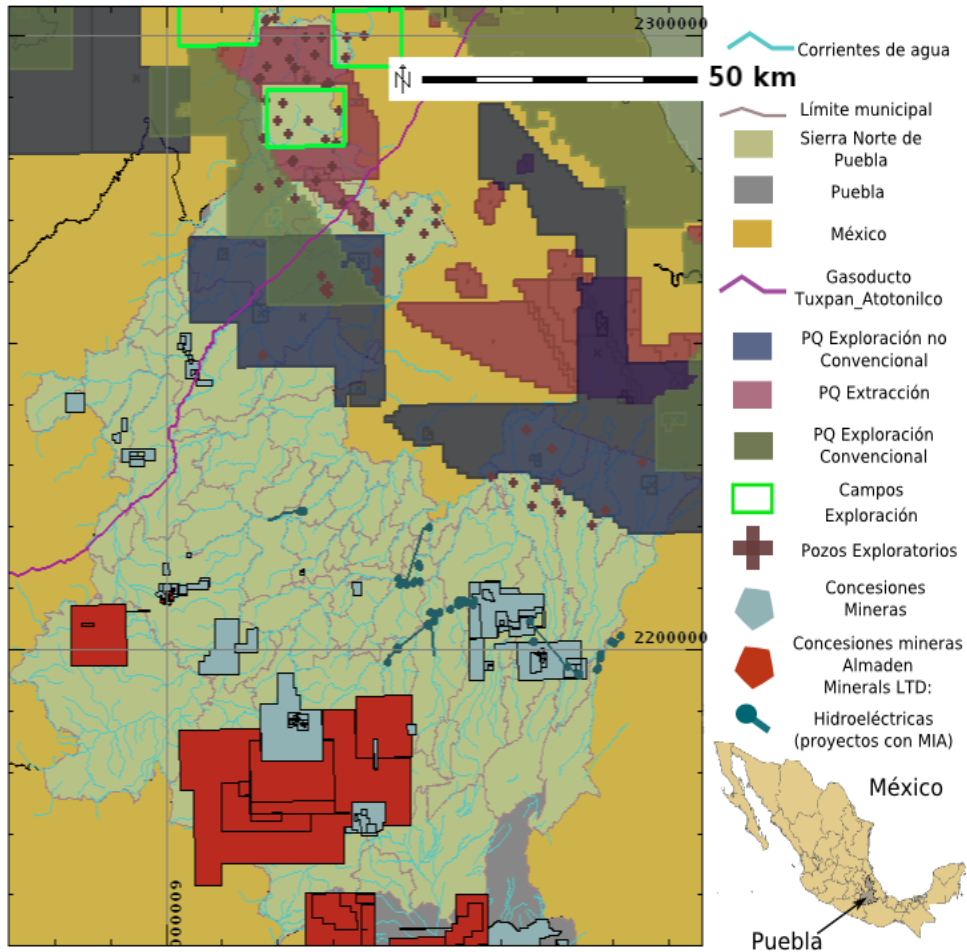 2300000
50 km
N
2200000
600000
Corrientes de agua
Límite municipal
Sierra Norte de
Puebla
Puebla
México
Gasoducto
Tuxpan_Atotonilco
PQ Exploración no
Convencional
PQ Extracción
PQ Exploración
Convencional
Campos
Exploración
Pozos Exploratorios
Concesiones
Mineras
Concesiones mineras
Almaden
Minerals LTD:
Hidroeléctricas
(proyectos con MIA)
México
Puebla